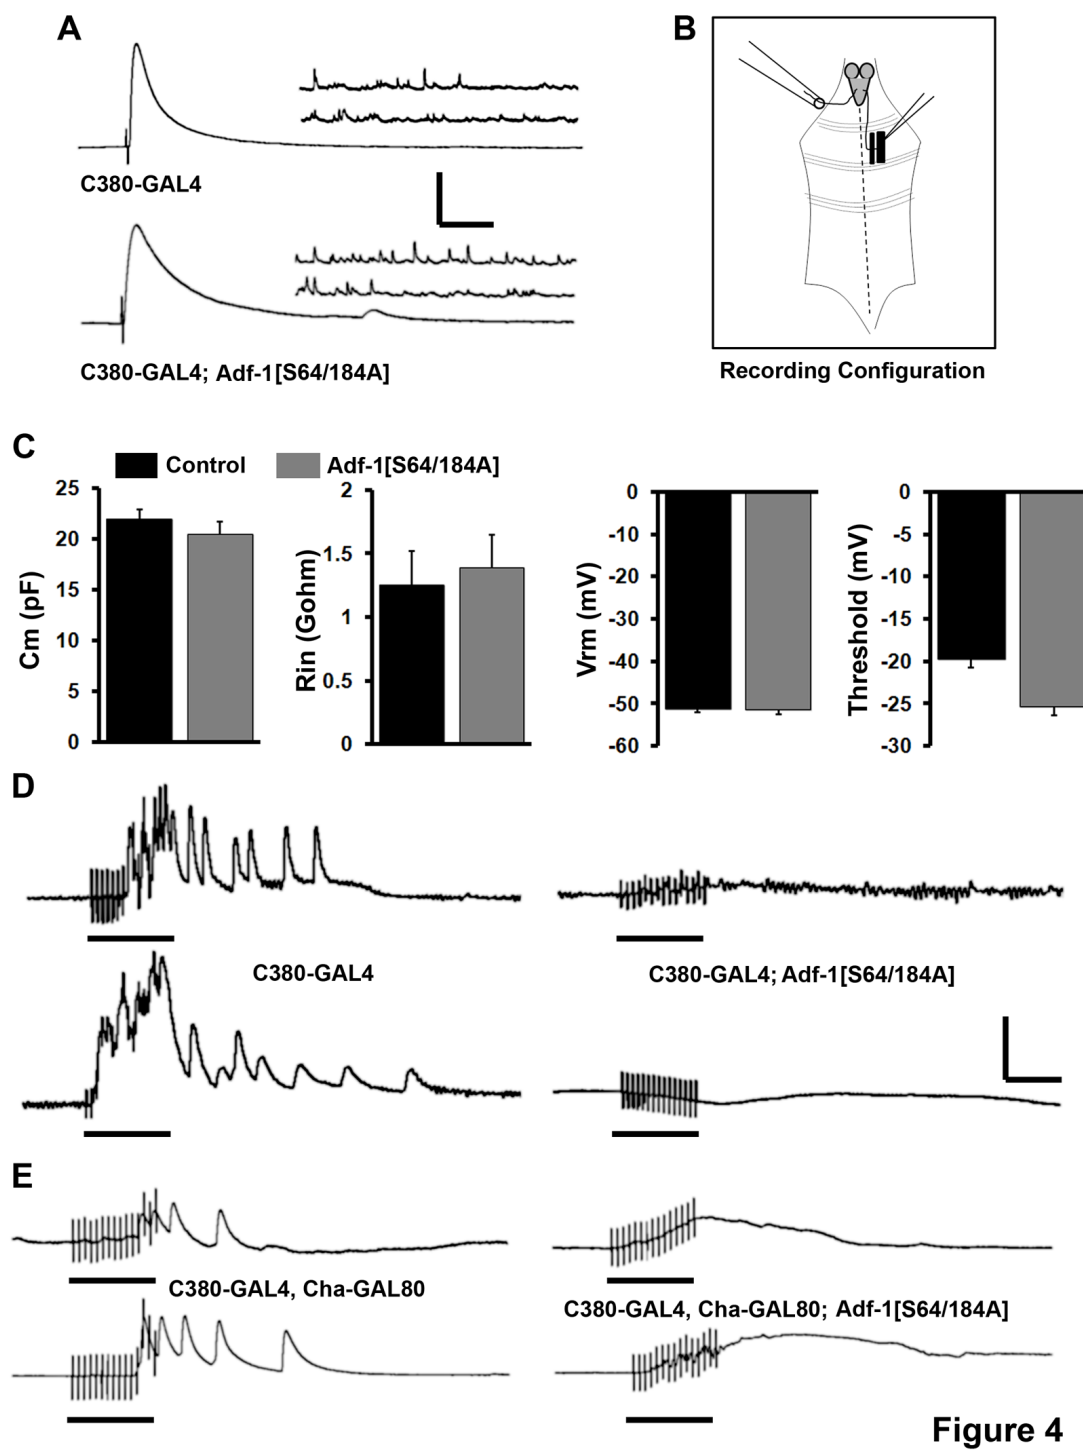 A
B
C380-GAL4
C380-GAL4; Adf-1[S64/184A]
Recording Configuration
C
Control
Adf-1[S64/184A]
Cm (pF)
25
20
15
10
5
0
Rin (Gohm)
2
1.5
1
0.5
0
Vrm (mV)
0
-10
-20
-30
-40
-50
-60
Threshold (mV)
0
-5
-10
-15
-20
-25
-30
D
C380-GAL4
C380-GAL4; Adf-1[S64/184A]
E
C380-GAL4, Cha-GAL80
C380-GAL4, Cha-GAL80; Adf-1[S64/184A]
Figure 4